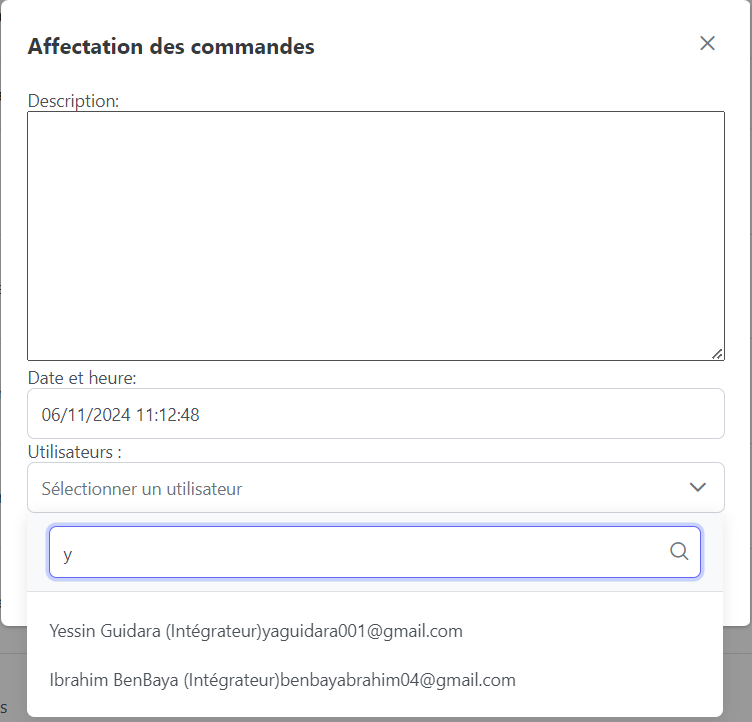 Affectation des commandes
Description:
Date et heure:
06/11/2024 11:12:48
Utilisateurs :
Sélectionner un utilisateur
y
Yessin Guidara (Intégrateur)yaguidara001@gmail.com
Ibrahim BenBaya (Intégrateur)benbayabrahim04@gmail.com
s